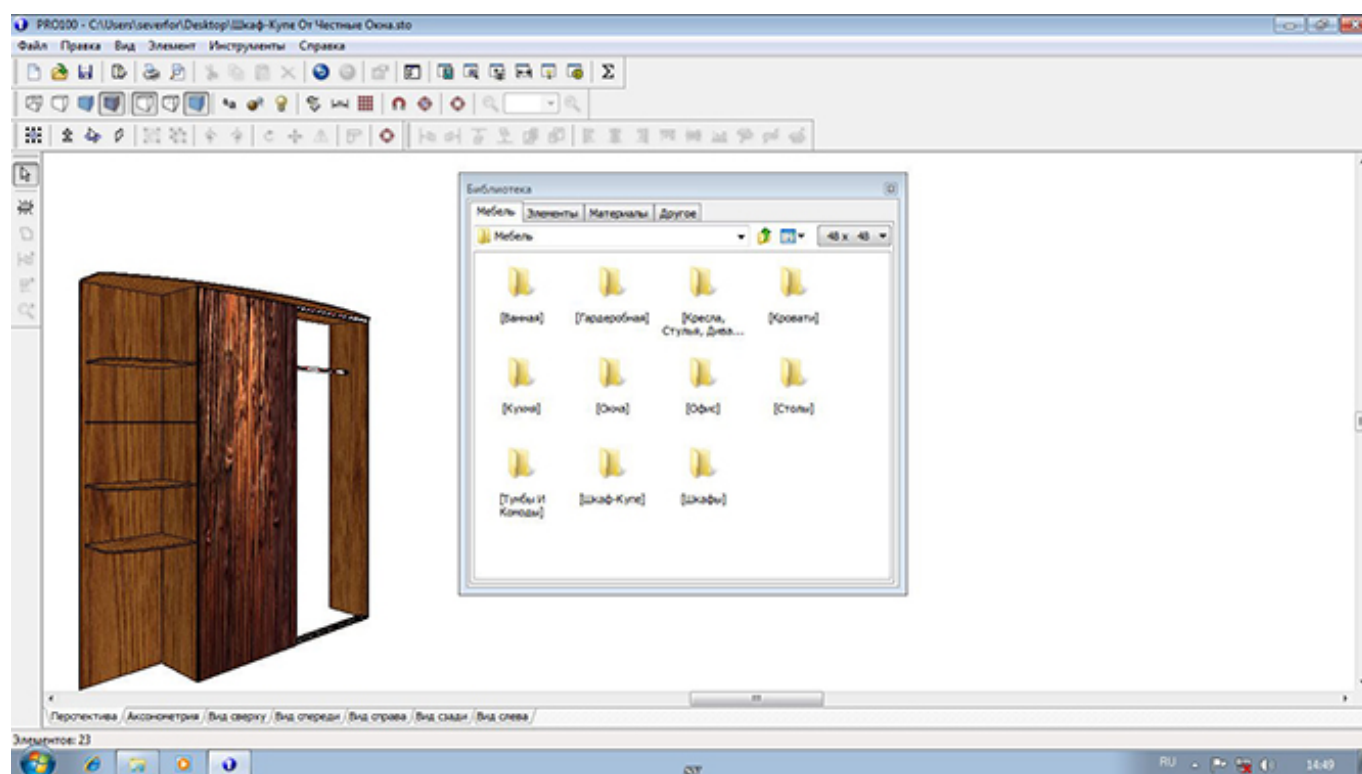 PRO100 - C:\Users\severfor\Desktop\Шкаф-Купе От Честные Окна.sto
Файл Правка Вид Элемент Инструменты Справка
Библиотека
Мебель Элементы Материалы Другое
Мебель 48 x 48
[Ванная] [Гардеробная] [Кресла, Стулья, Дива... [Кровати]
[Кухня] [Окна] [Офис] [Столы]
[Тумбы И Комоды] [Шкаф-Купе] [Шкафы]
Перспектива Аксонометрия Вид сверху Вид спереди Вид справа Вид сзади Вид слева
Элементов: 23
RU 14:49